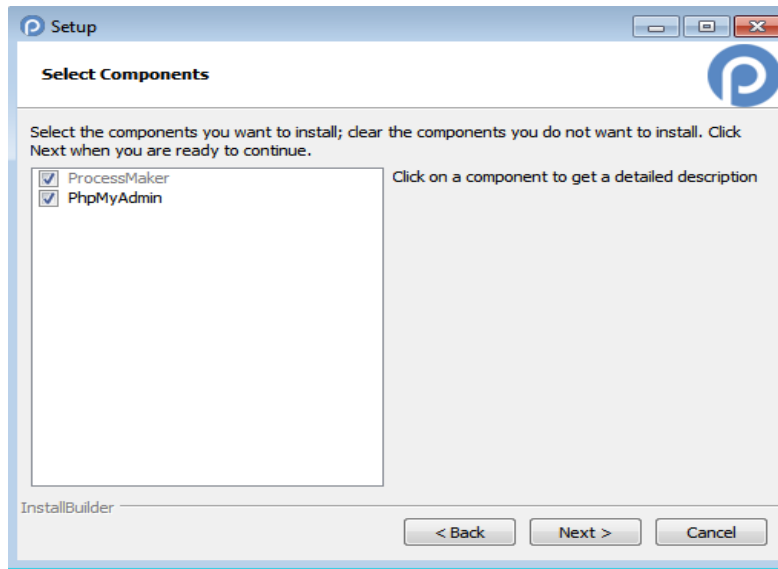 Setup
Select Components
Select the components you want to install; clear the components you do not want to install. Click
Next when you are ready to continue.
ProcessMaker
Click on a component to get a detailed description
PhpMyAdmin
InstallBuilder
< Back
Next >
Cancel